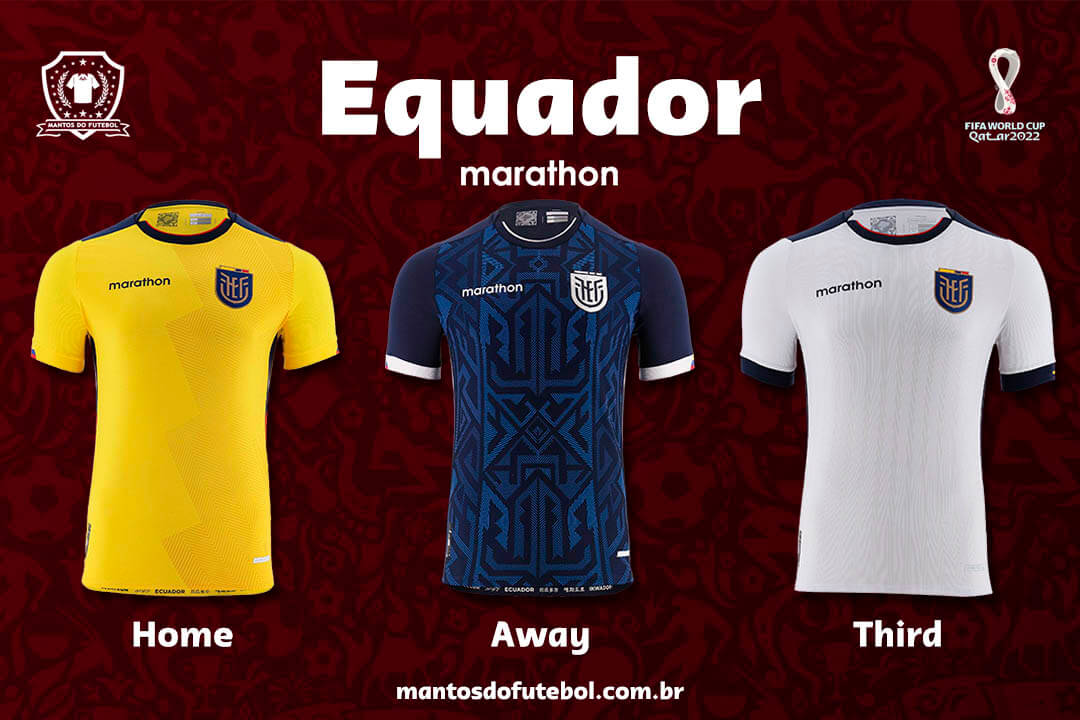 MANTOS DO FUTEBOL
Equador
marathon
FIFA WORLD CUP
Qatar2022
marathon
marathon
marathon
ECUADOR
ECUADOR
Home
Away
Third
mantosdofutebol.com.br